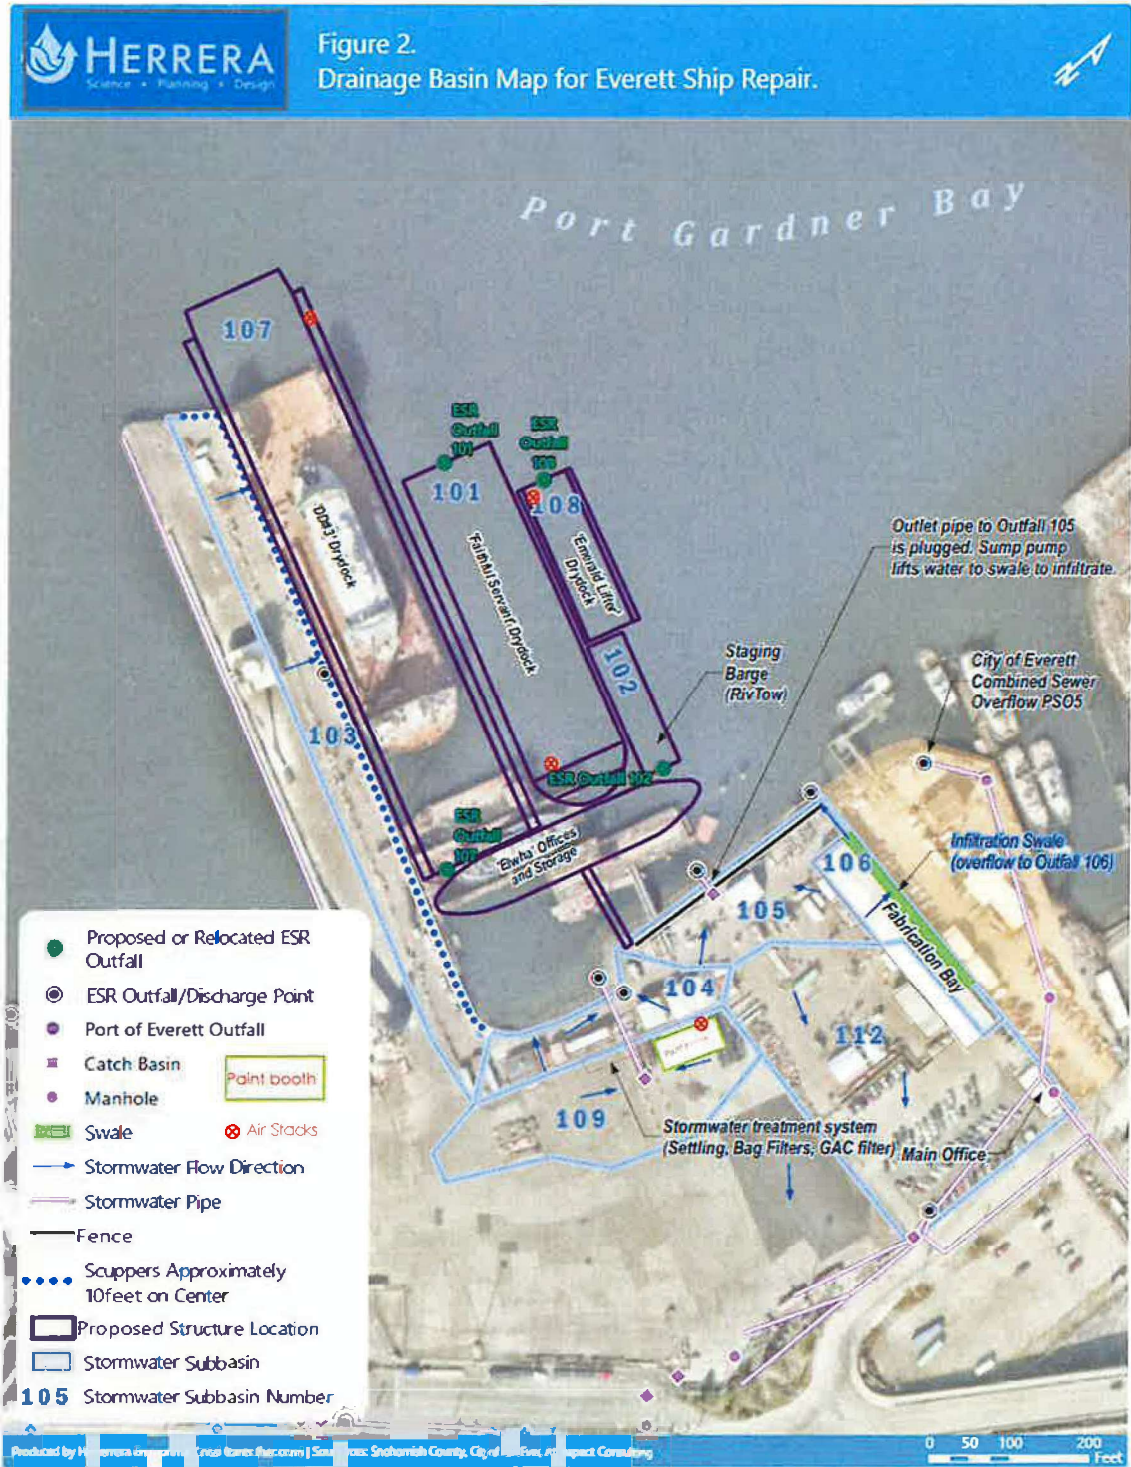 HERRERA
Science • Planning • Design
Figure 2.
Drainage Basin Map for Everett Ship Repair.
N
Port Gardner Bay
107
ESR
Outfall
101
ESR
Outfall
108
101
108
'DD#3' Drydock
'Faithful Servant' Drydock
'Emerald Lifter'
Drydock
102
Outlet pipe to Outfall 105
is plugged. Sump pump
lifts water to swale to infiltrate.
Staging
Barge
(RivTow)
City of Everett
Combined Sewer
Overflow PSO5
103
ESR Outfall 102
ESR
Outfall
107
'Elwha' Offices
and Storage
Infiltration Swale
(overflow to Outfall 106)
106
105
Fabrication Bay
104
112
109
Stormwater treatment system
(Settling, Bag Filters, GAC filter)
Main Office
Proposed or Relocated ESR
Outfall
ESR Outfall/Discharge Point
Port of Everett Outfall
Catch Basin
Paint booth
Manhole
Swale
Air Stacks
Stormwater Flow Direction
Stormwater Pipe
Fence
Scuppers Approximately
10feet on Center
Proposed Structure Location
Stormwater Subbasin
105 Stormwater Subbasin Number
Produced by
Snohomish County,
Consulting
0 50 100 200
Feet